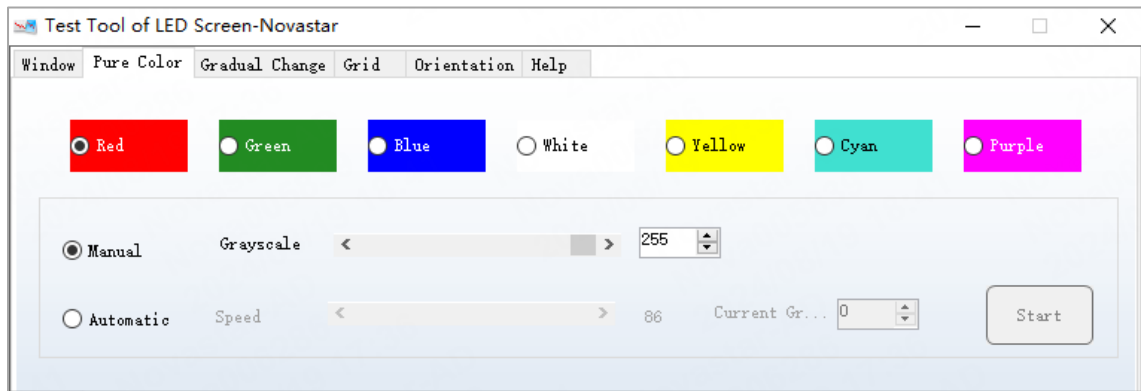 Test Tool of LED Screen-Novastar
Window Pure Color Gradual Change Grid Orientation Help
Red Green Blue White Yellow Cyan Purple
Manual Grayscale 255
Automatic Speed 86 Current Gr... 0 Start